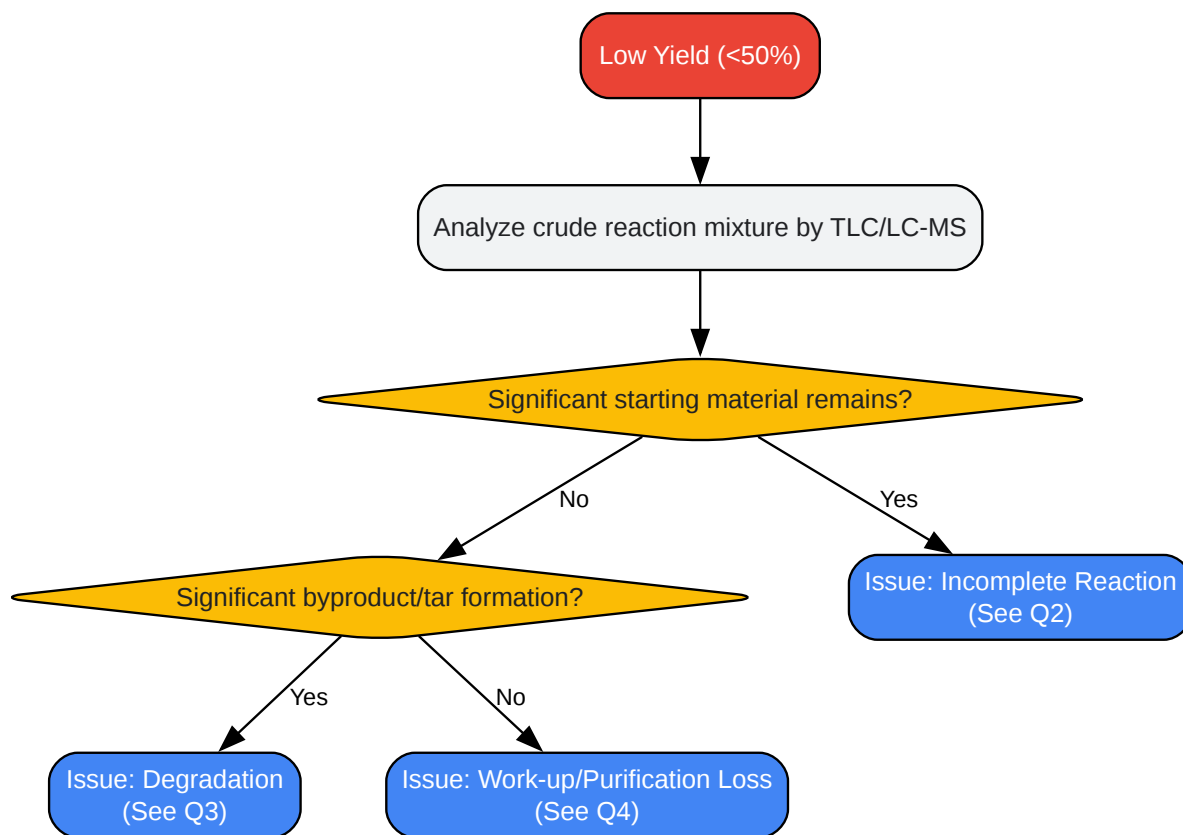 Low Yield (<50%)
Analyze crude reaction mixture by TLC/LC-MS
Significant starting material remains?
No
Yes
Issue: Incomplete Reaction
(See Q2)
Significant byproduct/tar formation?
Yes
No
Issue: Degradation
(See Q3)
Issue: Work-up/Purification Loss
(See Q4)